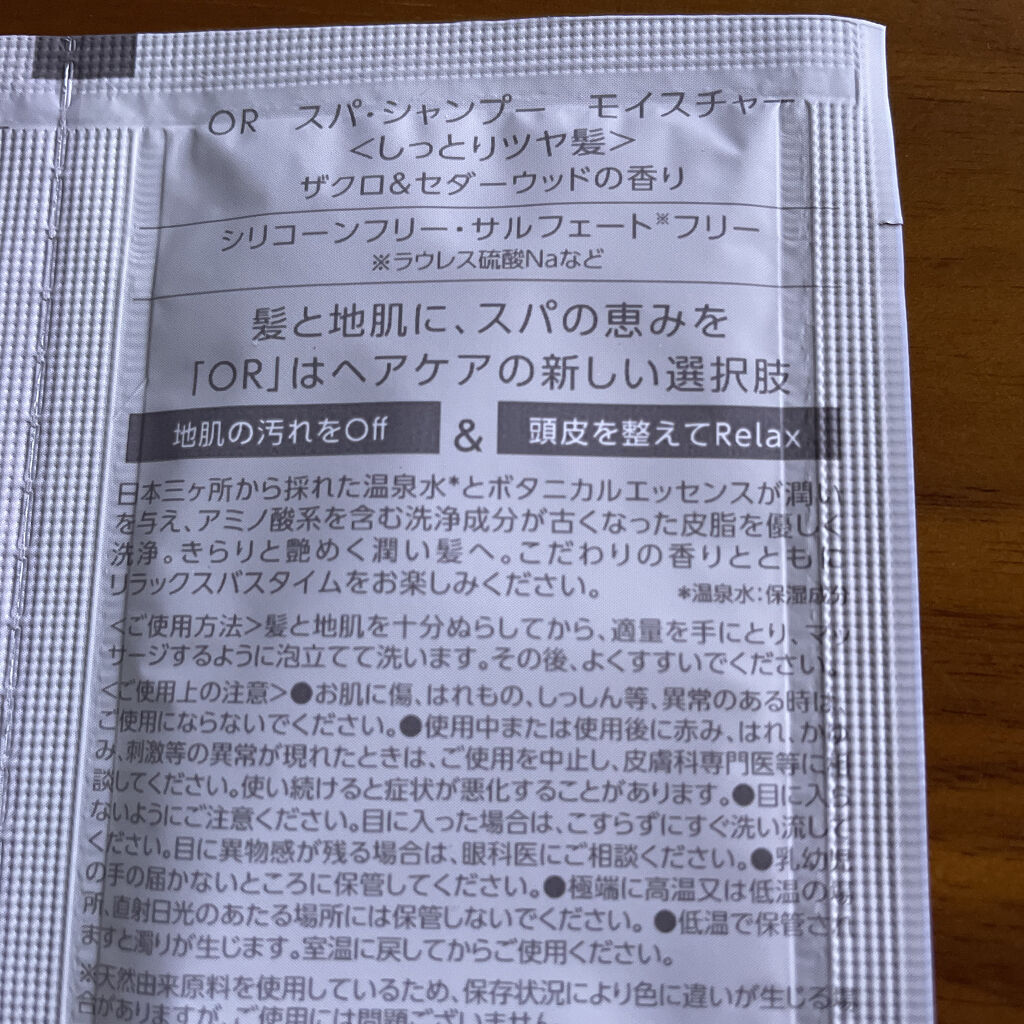 OR スパ・シャンプー モイスチャー
<しっとりツヤ髪>
ザクロ&セダーウッドの香り
シリコーンフリー・サルフェート※フリー
※ラウレス硫酸Naなど
髪と地肌に、スパの恵みを
「OR」はヘアケアの新しい選択肢
地肌の汚れをOff & 頭皮を整えてRelax
日本三ヶ所から採れた温泉水*とボタニカルエッセンスが潤い
を与え、アミノ酸系を含む洗浄成分が古くなった皮脂を優しく
洗浄。きらりと艶めく潤い髪へ。こだわりの香りとともに
リラックスバスタイムをお楽しみください。
*温泉水:保湿成分
<ご使用方法>髪と地肌を十分ぬらしてから、適量を手にとり、マッ
サージするように泡立てて洗います。その後、よくすすいでください。
<ご使用上の注意>●お肌に傷、はれもの、しっしん等、異常のある時は、
ご使用にならないでください。●使用中または使用後に赤み、はれ、かゆ
み、刺激等の異常が現れたときは、ご使用を中止し、皮膚科専門医等に相
談してください。使い続けると症状が悪化することがあります。●目に入ら
ないようにご注意ください。目に入った場合は、こすらずにすぐ洗い流して
ください。目に異物感が残る場合は、眼科医にご相談ください。●乳幼児
の手の届かないところに保管してください。●極端に高温又は低温の場
所、直射日光のあたる場所には保管しないでください。●低温で保管され
ますと濁りが生じます。室温に戻してからご使用ください。
※天然由来原料を使用しているため、保存状況により色に違いが生じる場
合がありますが、ご使用には問題ございません。